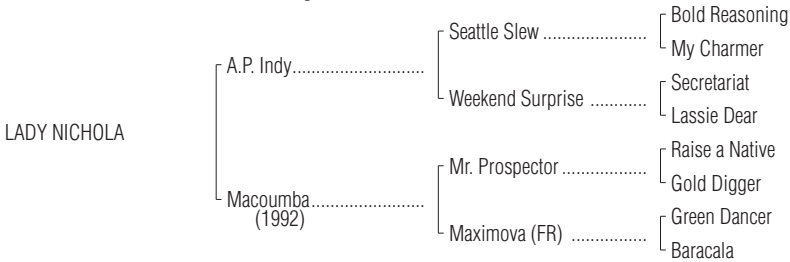 Bold Reasoning
Seattle Slew ......................
My Charmer
A.P. Indy...........................
Secretariat
Weekend Surprise ............
Lassie Dear
LADY NICHOLA
Raise a Native
Mr. Prospector ..................
Gold Digger
Macoumba........................
(1992)
Green Dancer
Maximova (FR) ................
Baracala